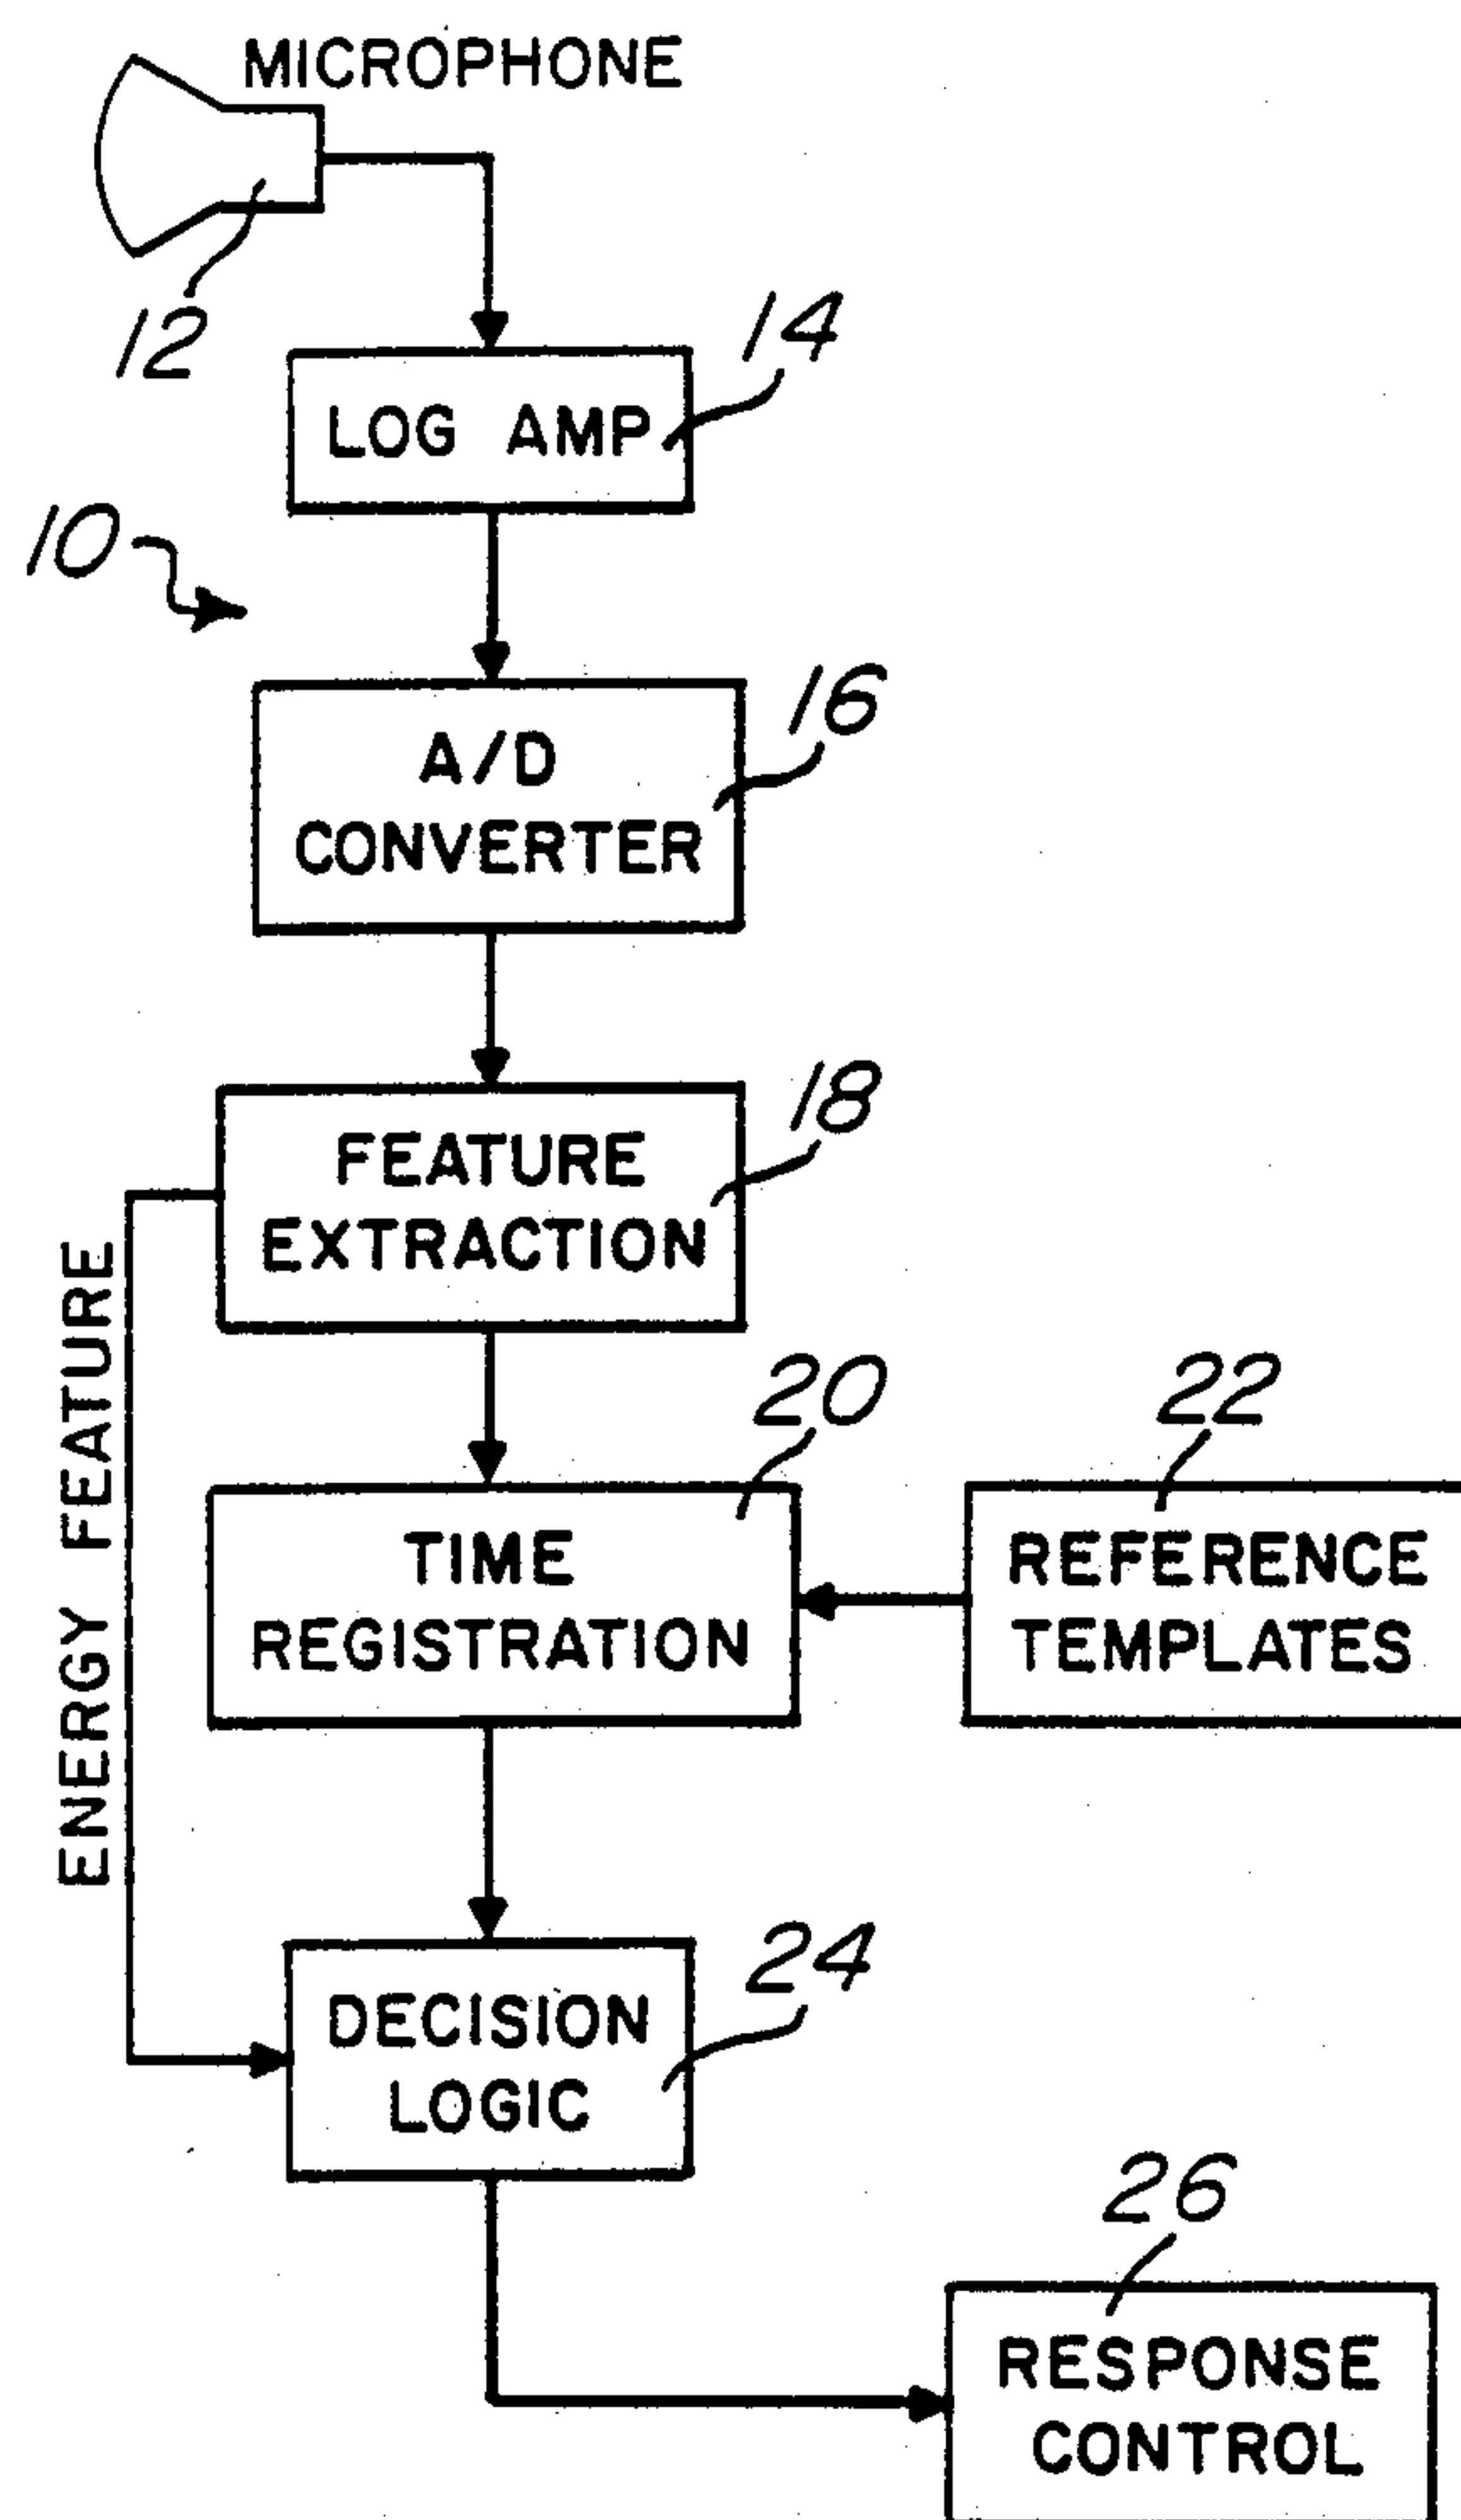 MICROPHONE
12
14
LOG AMP
10
16
A/D
CONVERTER
18
FEATURE
EXTRACTION
ENERGY FEATURE
20
22
TIME
REGISTRATION
REFERENCE
TEMPLATES
24
DECISION
LOGIC
26
RESPONSE
CONTROL